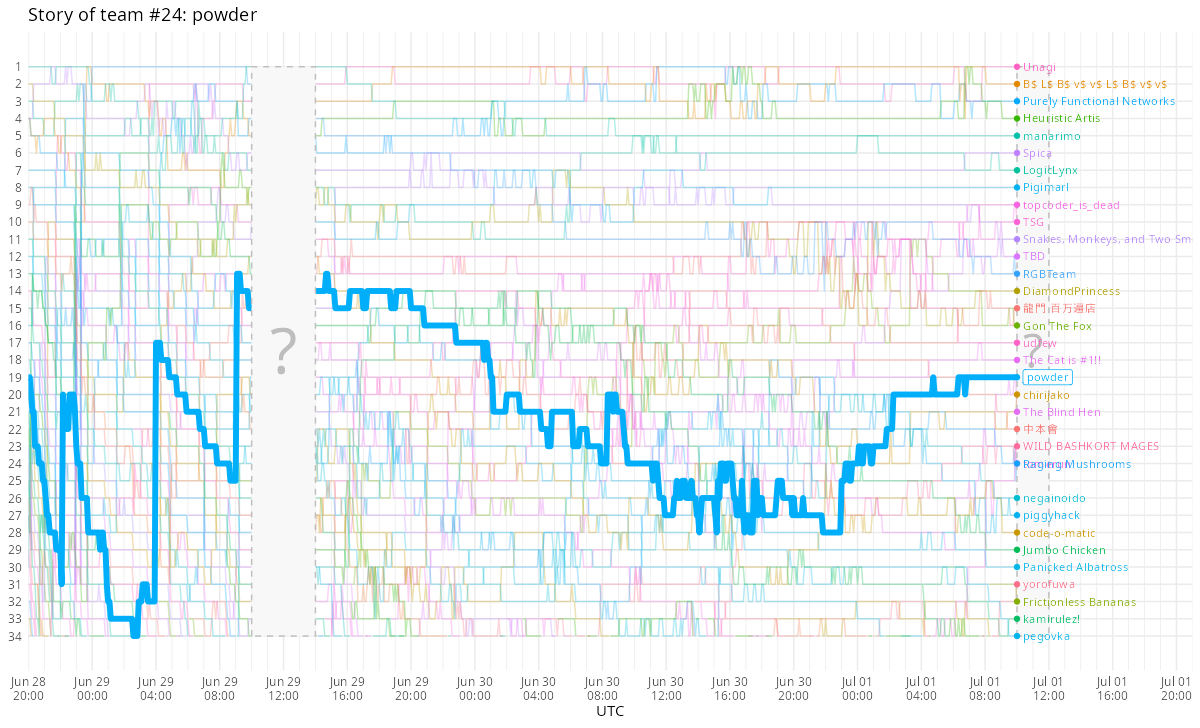 Story of team #24: powder
1
2
3
4
5
6
7
8
9
10
11
12
13
14
15
16
17
18
19
20
21
22
23
24
25
26
27
28
29
30
31
32
33
34
?
?
Unagi
B$ L$ B$ v$ v$ L$ B$ v$ v$
Purely Functional Networks
Heuristic Artis
manarimo
Spica
LogicLynx
Pigimarl
topcoder_is_dead
TSG
Snakes, Monkeys, and Two Sm
TBD
RGBTeam
DiamondPrincess
Gon The Fox
udrew
The Cat is #1!!
powder
chirijako
The Blind Hen
中本會
WILD BASHKORT MAGES
Raging Mushrooms
negainoido
piggyhack
code-o-matic
Jumbo Chicken
Panicked Albatross
yorofuwa
Frictionless Bananas
kamirulez!
pegovka
Jun 28 20:00
Jun 29 00:00
Jun 29 04:00
Jun 29 08:00
Jun 29 12:00
Jun 29 16:00
Jun 29 20:00
Jun 30 00:00
Jun 30 04:00
Jun 30 08:00
Jun 30 12:00
Jun 30 16:00
Jun 30 20:00
Jul 01 00:00
Jul 01 04:00
Jul 01 08:00
Jul 01 12:00
Jul 01 16:00
Jul 01 20:00
UTC